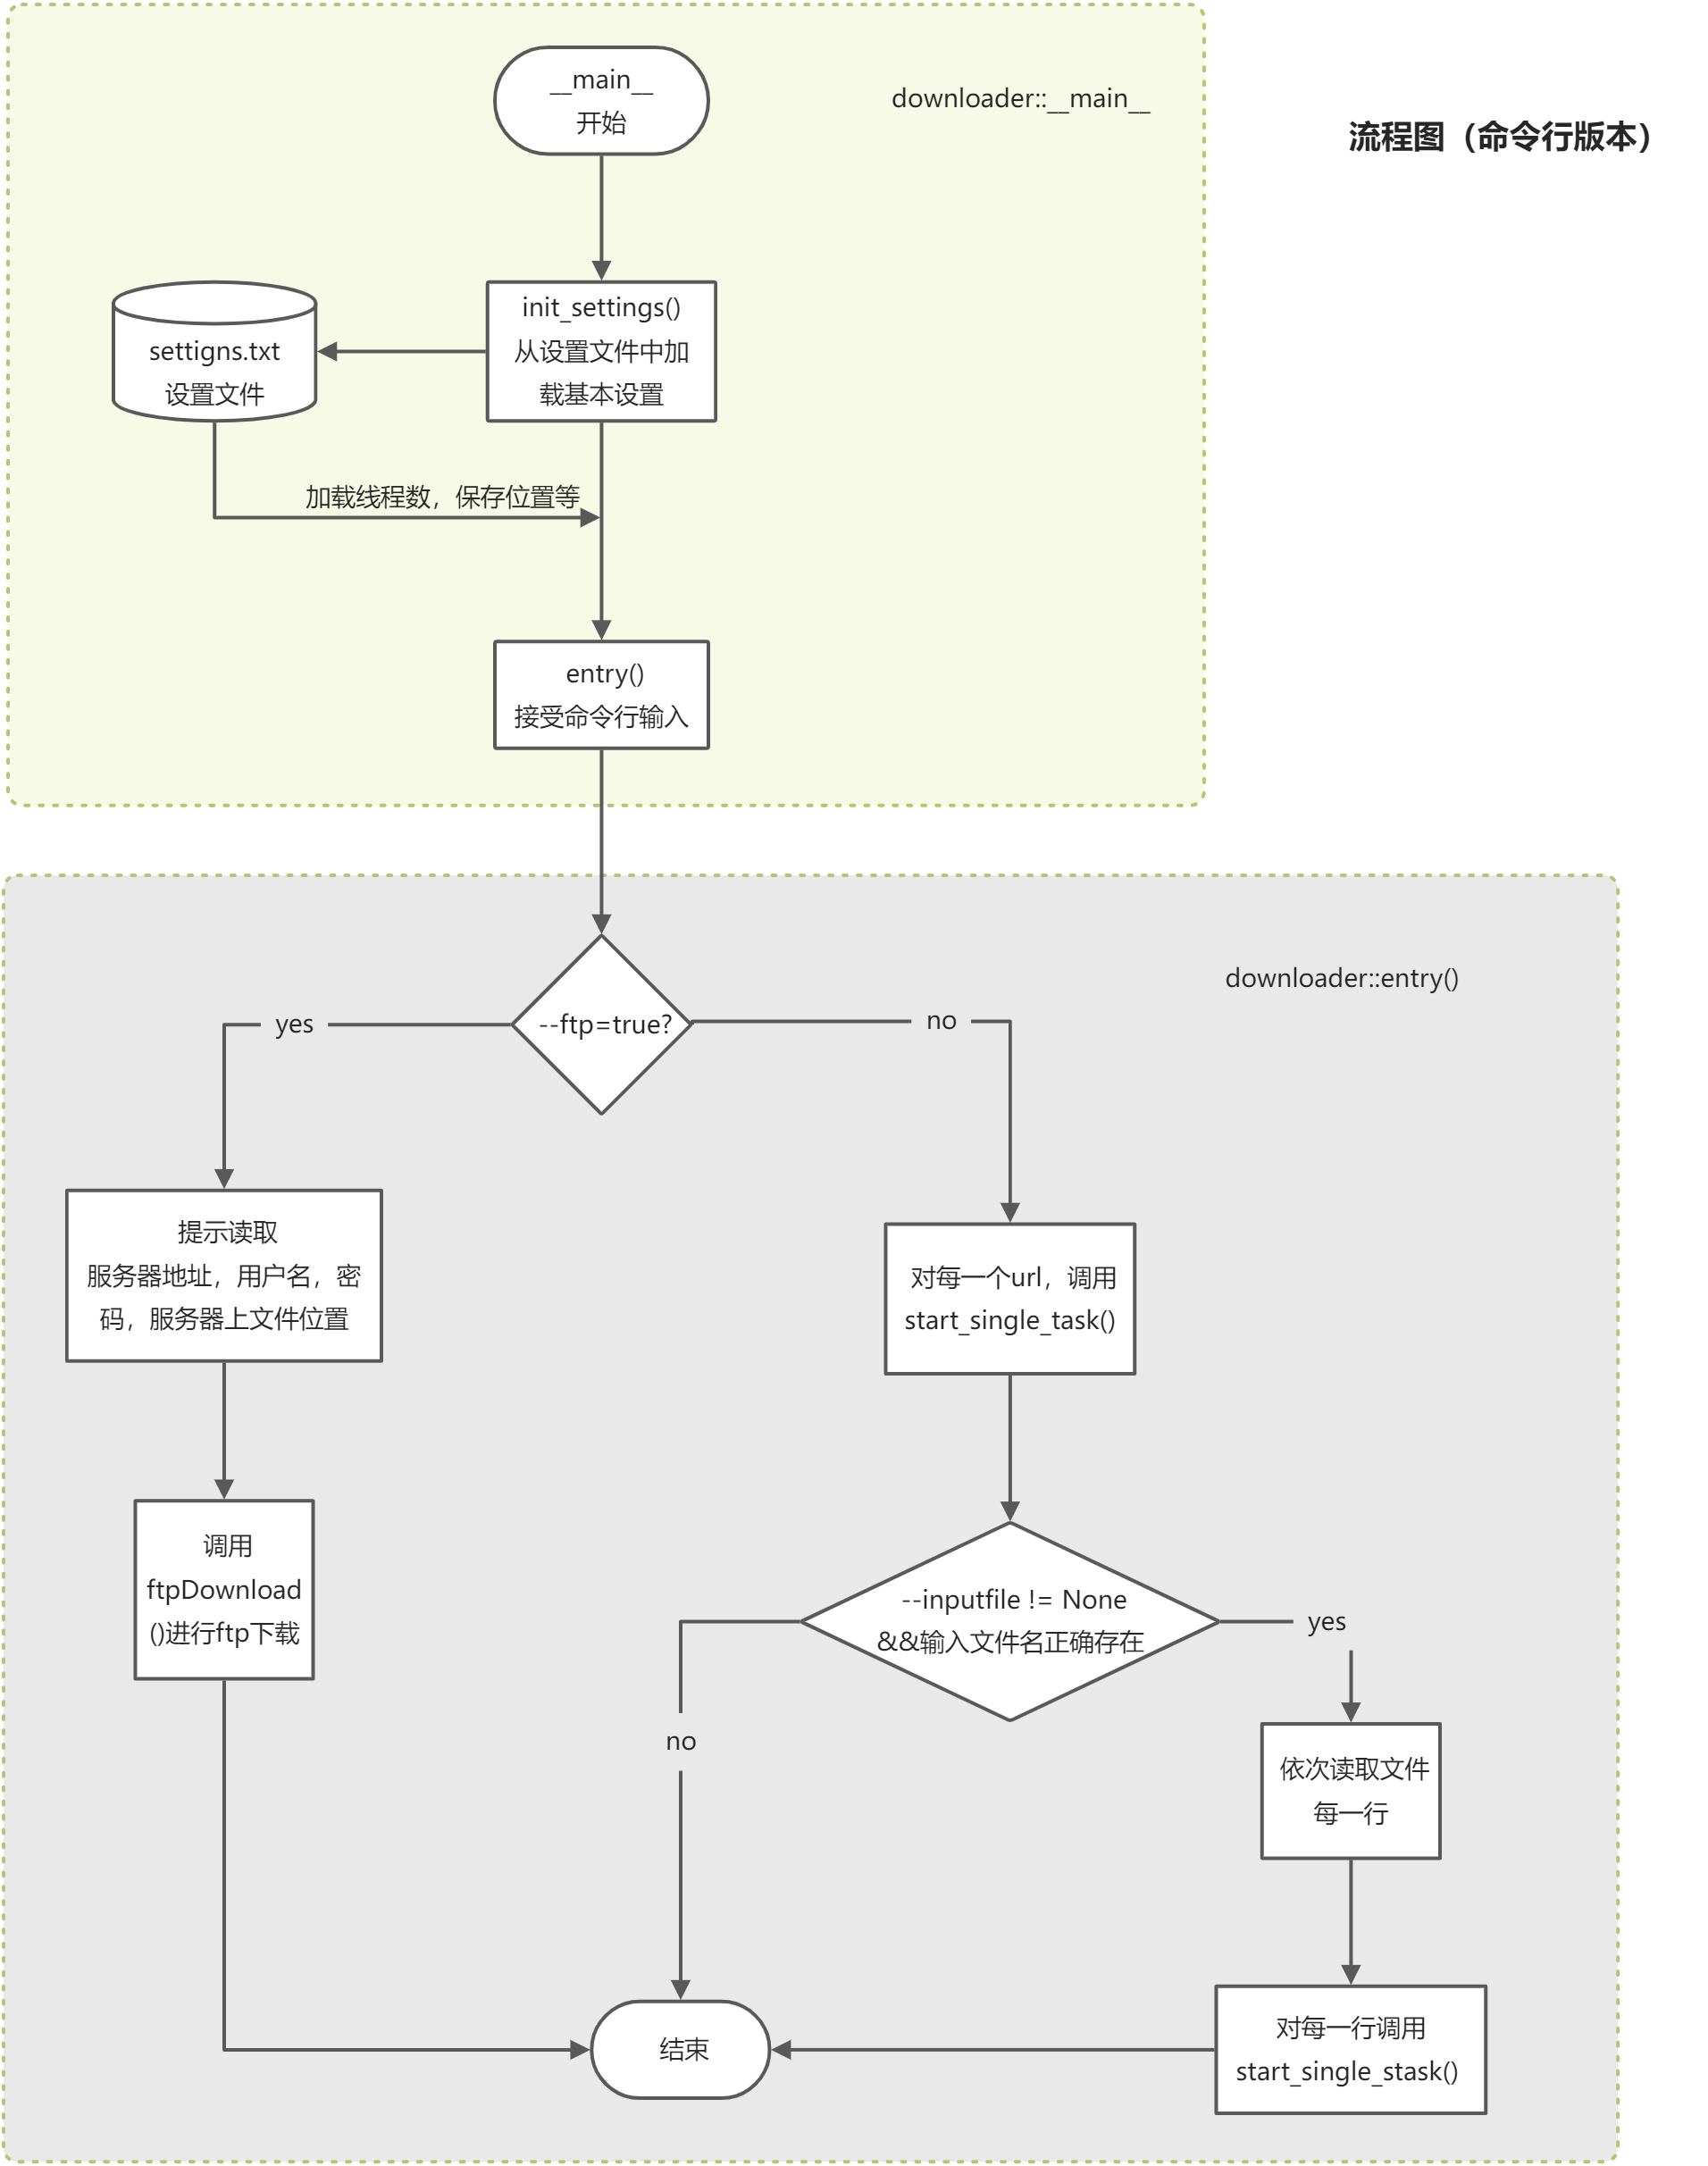 __main__
开始
downloader::__main__
流程图（命令行版本）
init_settings()
从设置文件中加
载基本设置
settigns.txt
设置文件
加载线程数，保存位置等
entry()
接受命令行输入
downloader::entry()
--ftp=true?
yes
no
提示读取
服务器地址，用户名，密
码，服务器上文件位置
对每一个url，调用
start_single_task()
调用
ftpDownload
()进行ftp下载
--inputfile != None
&&输入文件名正确存在
yes
no
依次读取文件
每一行
对每一行调用
start_single_stask()
结束